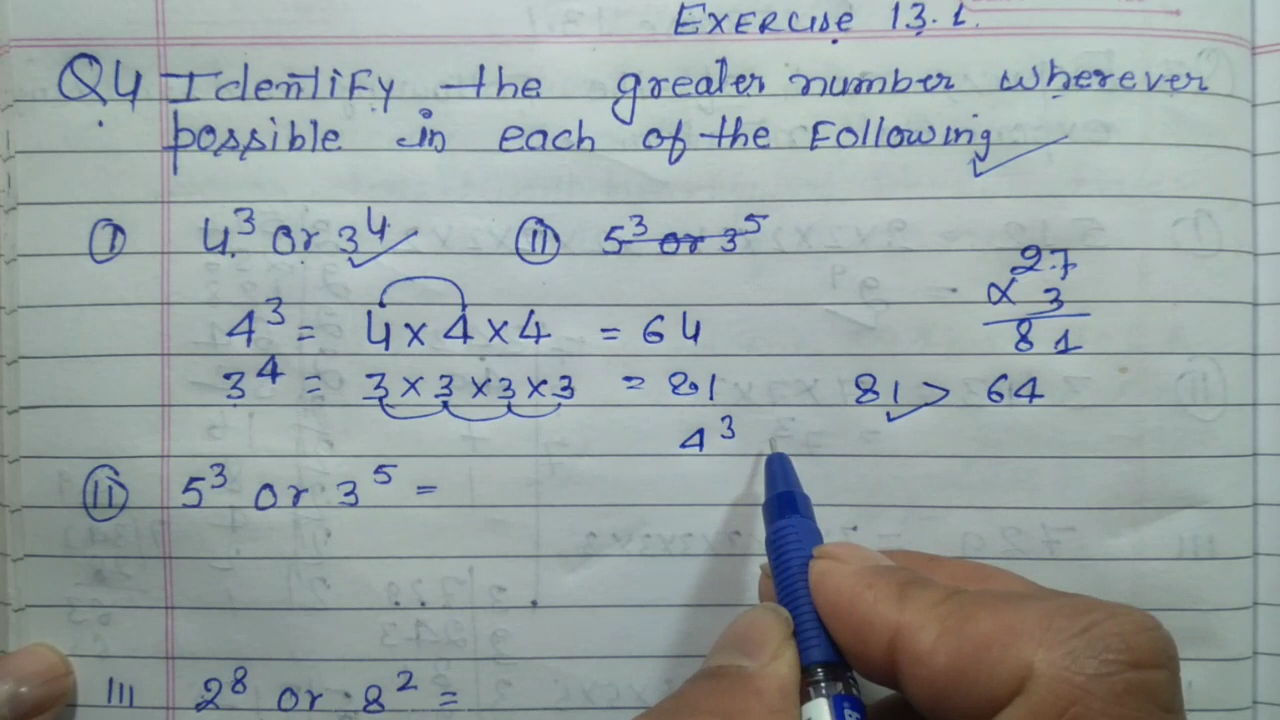 EXERCISE 13.1.
Q4 Identify the greater number wherever
possible in each of the Following
I 4³ Or 3⁴ II 5³ or 3⁵
27
× 3
81
4³ = 4 × 4 × 4 = 64
3⁴ = 3 × 3 × 3 × 3 = 81 81 > 64
4³
II 5³ or 3⁵ =
III 2⁸ or 8² =